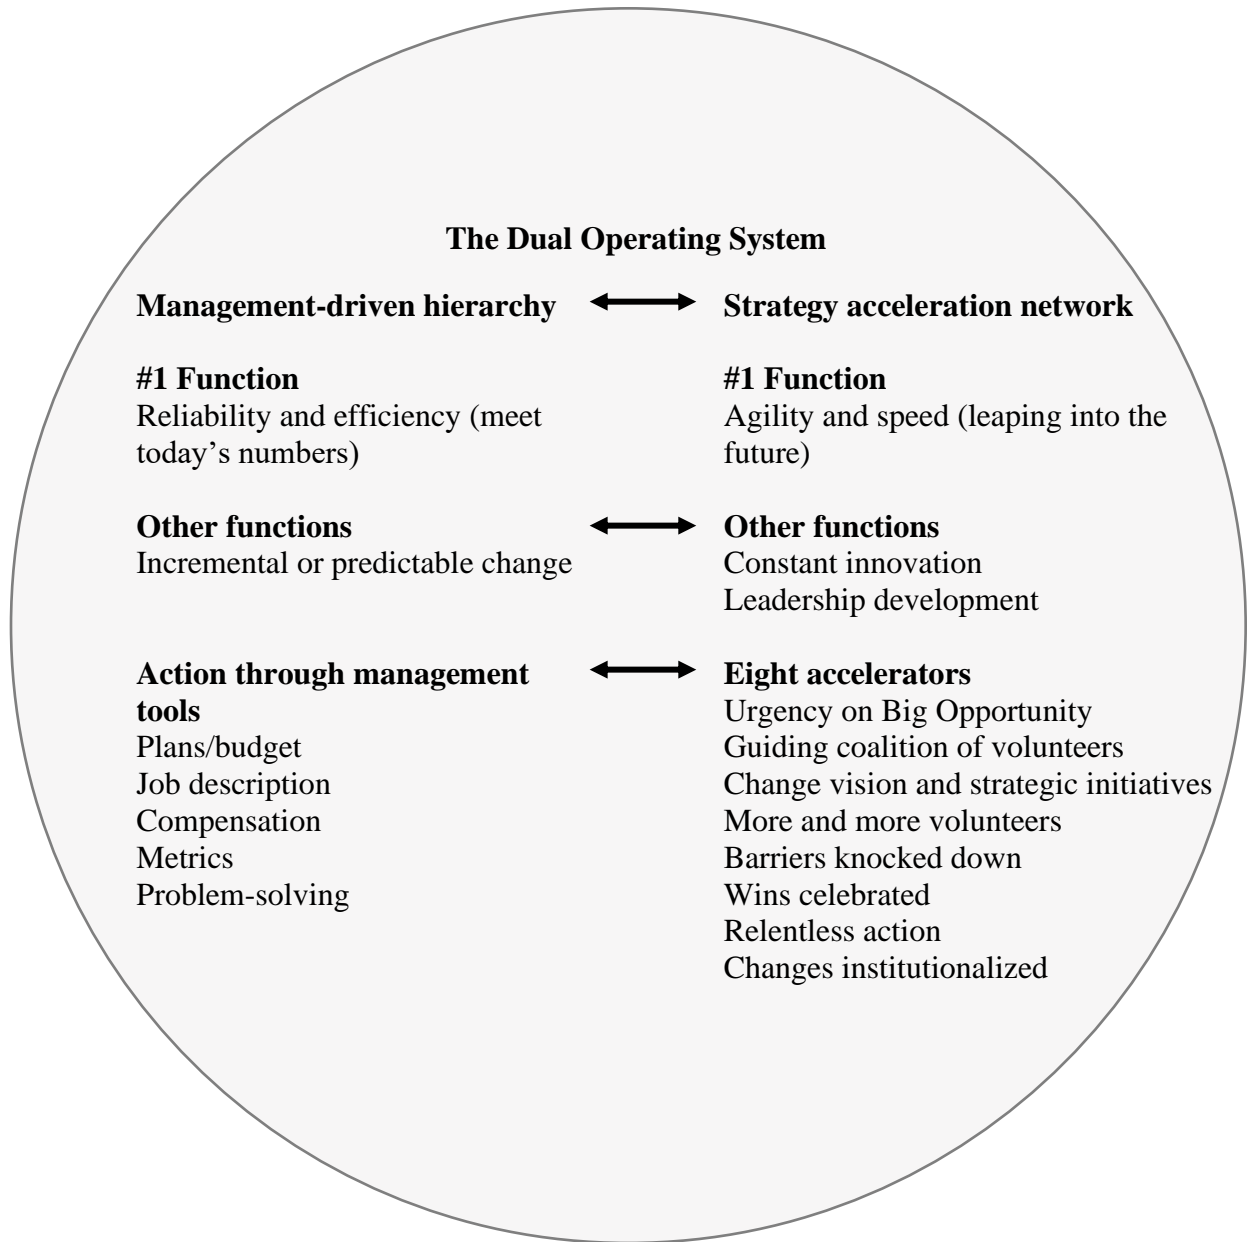 The Dual Operating System
Management-driven hierarchy
Strategy acceleration network
#1 Function
Reliability and efficiency (meet
today’s numbers)
#1 Function
Agility and speed (leaping into the
future)
Other functions
Incremental or predictable change
Other functions
Constant innovation
Leadership development
Action through management
tools
Plans/budget
Job description
Compensation
Metrics
Problem-solving
Eight accelerators
Urgency on Big Opportunity
Guiding coalition of volunteers
Change vision and strategic initiatives
More and more volunteers
Barriers knocked down
Wins celebrated
Relentless action
Changes institutionalized